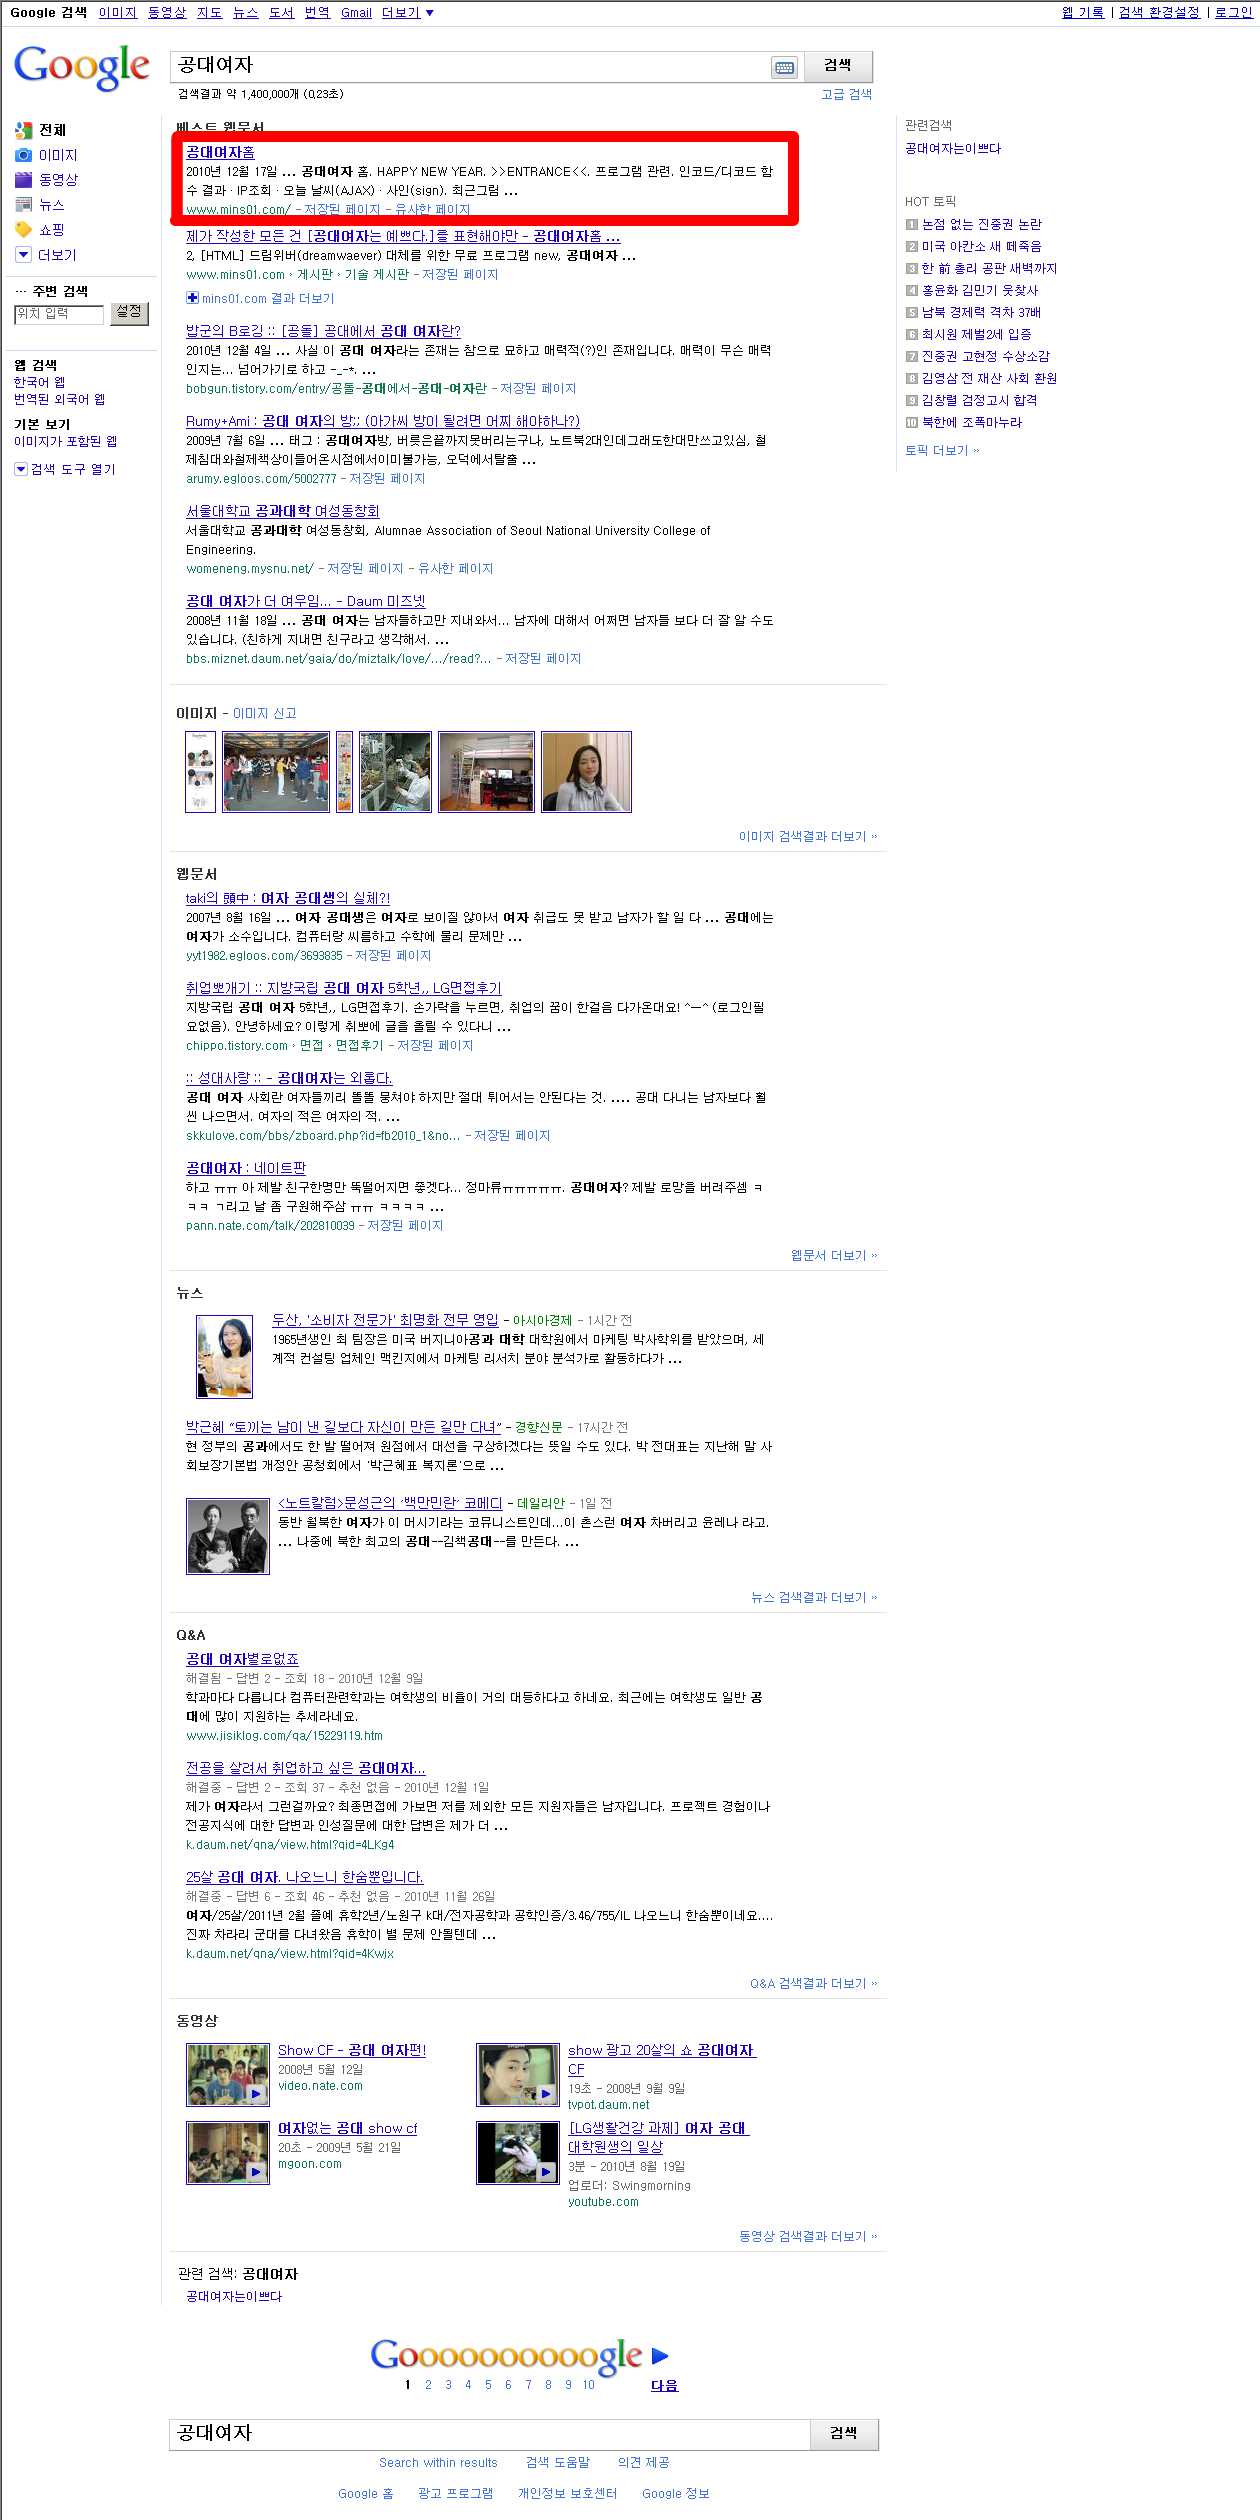 Google 검색 이미지 동영상 지도 뉴스 도서 번역 Gmail 더보기 ▼
웹 기록 | 검색 환경설정 | 로그인
Google
공대여자
검색
검색결과 약 1,400,000개 (0.23초)
고급 검색
전체
이미지
동영상
뉴스
쇼핑
더보기
... 주변 검색
위치 입력 설정
웹 검색
한국어 웹
번역된 외국어 웹
기본 보기
이미지가 포함된 웹
검색 도구 열기
베스트 웹문서
공대여자홈
2010년 12월 17일 ... 공대여자 홈. HAPPY NEW YEAR. >>ENTRANCE<<. 프로그램 관련. 인코드/디코드 함
수 결과 · IP조회 · 오늘 날씨(AJAX) · 사인(sign). 최근그림 ...
www.mins01.com/ - 저장된 페이지 - 유사한 페이지
제가 작성한 모든 건 [공대여자는 예쁘다.]를 표현해야만 - 공대여자홈 ...
2, [HTML] 드림위버(dreamwaever) 대체를 위한 무료 프로그램 new, 공대여자 ...
www.mins01.com › 게시판 › 기술 게시판 - 저장된 페이지
mins01.com 결과 더보기
밥군의 B로깅 :: [공돌] 공대에서 공대 여자란?
2010년 12월 4일 ... 사실 이 공대 여자라는 존재는 참으로 묘하고 매력적(?)인 존재입니다. 매력이 무슨 매력
인지는... 넘어가기로 하고 -_-*. ...
bobgun.tistory.com/entry/공돌-공대에서-공대-여자란 - 저장된 페이지
Rumy+Ami : 공대 여자의 방;; (아가씨 방이 될려면 어찌 해야하나?)
2009년 7월 6일 ... 태그 : 공대여자방, 버릇은끝까지못버리는구나, 노트북2대인데그래도한대만쓰고있심, 철
제침대와철제책상이들어온시점에서이미불가능, 오덕에서탈출 ...
arumy.egloos.com/5002777 - 저장된 페이지
서울대학교 공과대학 여성동창회
서울대학교 공과대학 여성동창회, Alumnae Association of Seoul National University College of
Engineering.
womeneng.mysnu.net/ - 저장된 페이지 - 유사한 페이지
공대 여자가 더 여우임... - Daum 미즈넷
2008년 11월 18일 ... 공대 여자는 남자들하고만 지내와서... 남자에 대해서 어쩌면 남자들 보다 더 잘 알 수도
있습니다. (친하게 지내면 친구라고 생각해서. ...
bbs.miznet.daum.net/gaia/do/miztalk/love/.../read?... - 저장된 페이지
이미지 - 이미지 신고
이미지 검색결과 더보기 »
웹문서
taki의 頭中 : 여자 공대생의 실체?!
2007년 8월 16일 ... 여자 공대생은 여자로 보이질 않아서 여자 취급도 못 받고 남자가 할 일 다 ... 공대에는
여자가 소수입니다. 컴퓨터랑 씨름하고 수학에 물리 문제만 ...
yyt1982.egloos.com/3693835 - 저장된 페이지
취업뽀개기 :: 지방국립 공대 여자 5학년,, LG면접후기
지방국립 공대 여자 5학년,, LG면접후기. 손가락을 누르면, 취업의 꿈이 한걸음 다가온대요! ^ㅡ^ (로그인필
요없음). 안녕하세요? 이렇게 취뽀에 글을 올릴 수 있다니 ...
chippo.tistory.com › 면접 › 면접후기 - 저장된 페이지
:: 성대사랑 :: - 공대여자는 외롭다.
공대 여자 사회란 여자들끼리 똘똘 뭉쳐야 하지만 절대 튀어서는 안된다는 것. .... 공대 다니는 남자보다 훨
씬 나으면서. 여자의 적은 여자의 적. ...
skkulove.com/bbs/zboard.php?id=fb2010_1&no... - 저장된 페이지
공대여자 : 네이트판
하고 ㅠㅠ 아 제발 친구한명만 뚝떨어지면 좋겟다... 정마류ㅠㅠㅠㅠㅠ. 공대여자? 제발 로망을 버려주셈 ㅋ
ㅋㅋ ㄱ리고 날 좀 구원해주삼 ㅠㅠ ㅋㅋㅋㅋ ...
pann.nate.com/talk/202810039 - 저장된 페이지
웹문서 더보기 »
뉴스
두산, '소비자 전문가' 최명화 전무 영입 - 아시아경제 - 1시간 전
1965년생인 최 팀장은 미국 버지니아공과 대학 대학원에서 마케팅 박사학위를 받았으며, 세
계적 컨설팅 업체인 맥킨지에서 마케팅 리서치 분야 분석가로 활동하다가 ...
박근혜 “토끼는 남이 낸 길보다 자신이 만든 길만 다녀” - 경향신문 - 17시간 전
현 정부의 공과에서도 한 발 떨어져 원점에서 대선을 구상하겠다는 뜻일 수도 있다. 박 전대표는 지난해 말 사
회보장기본법 개정안 공청회에서 '박근혜표 복지론'으로 ...
<노트칼럼>문성근의 '백만민란' 코메디 - 데일리안 - 1일 전
동반 월북한 여자가 이 머시기라는 코뮤니스트인데...이 촌스런 여자 차버리고 윤레나 라고.
... 나중에 북한 최고의 공대--김책공대--를 만든다. ...
뉴스 검색결과 더보기 »
Q&A
공대 여자별로없죠
해결됨 - 답변 2 - 조회 18 - 2010년 12월 9일
학과마다 다릅니다 컴퓨터관련학과는 여학생의 비율이 거의 대등하다고 하네요. 최근에는 여학생도 일반 공
대에 많이 지원하는 추세라네요.
www.jisiklog.com/qa/15229119.htm
전공을 살려서 취업하고 싶은 공대여자...
해결중 - 답변 2 - 조회 37 - 추천 없음 - 2010년 12월 1일
제가 여자라서 그런걸까요? 최종면접에 가보면 저를 제외한 모든 지원자들은 남자입니다. 프로젝트 경험이나
전공지식에 대한 답변과 인성질문에 대한 답변은 제가 더 ...
k.daum.net/qna/view.html?qid=4LKg4
25살 공대 여자. 나오느니 한숨뿐입니다.
해결중 - 답변 6 - 조회 46 - 추천 없음 - 2010년 11월 26일
여자/25살/2011년 2월 졸예 휴학2년/노원구 k대/전자공학과 공학인증/3.46/755/IL 나오느니 한숨뿐이네요....
진짜 차라리 군대를 다녀왔음 휴학이 별 문제 안될텐데 ...
k.daum.net/qna/view.html?qid=4Kwjx
Q&A 검색결과 더보기 »
동영상
Show CF - 공대 여자편!
2008년 5월 12일
video.nate.com
show 광고 20살의 쇼 공대여자
CF
19초 - 2008년 9월 9일
tvpot.daum.net
여자없는 공대 show cf
20초 - 2009년 5월 21일
mgoon.com
[LG생활건강 과제] 여자 공대
대학원생의 일상
3분 - 2010년 8월 19일
업로더: Swingmorning
youtube.com
동영상 검색결과 더보기 »
관련 검색: 공대여자
공대여자는이쁘다
관련검색
공대여자는이쁘다
HOT 토픽
1 논점 없는 진중권 논란
2 미국 아칸소 새 떼죽음
3 한 前 총리 공판 새벽까지
4 홍윤화 김민기 웃찾사
5 남북 경제력 격차 37배
6 최시원 제벌2세 입증
7 진중권 고현정 수상소감
8 김영삼 전 재산 사회 환원
9 김창렬 검정고시 합격
10 북한에 조폭마누라
토픽 더보기 »
Goooooooooogle
1 2 3 4 5 6 7 8 9 10 다음
공대여자
검색
Search within results 검색 도움말 의견 제공
Google 홈 광고 프로그램 개인정보 보호센터 Google 정보